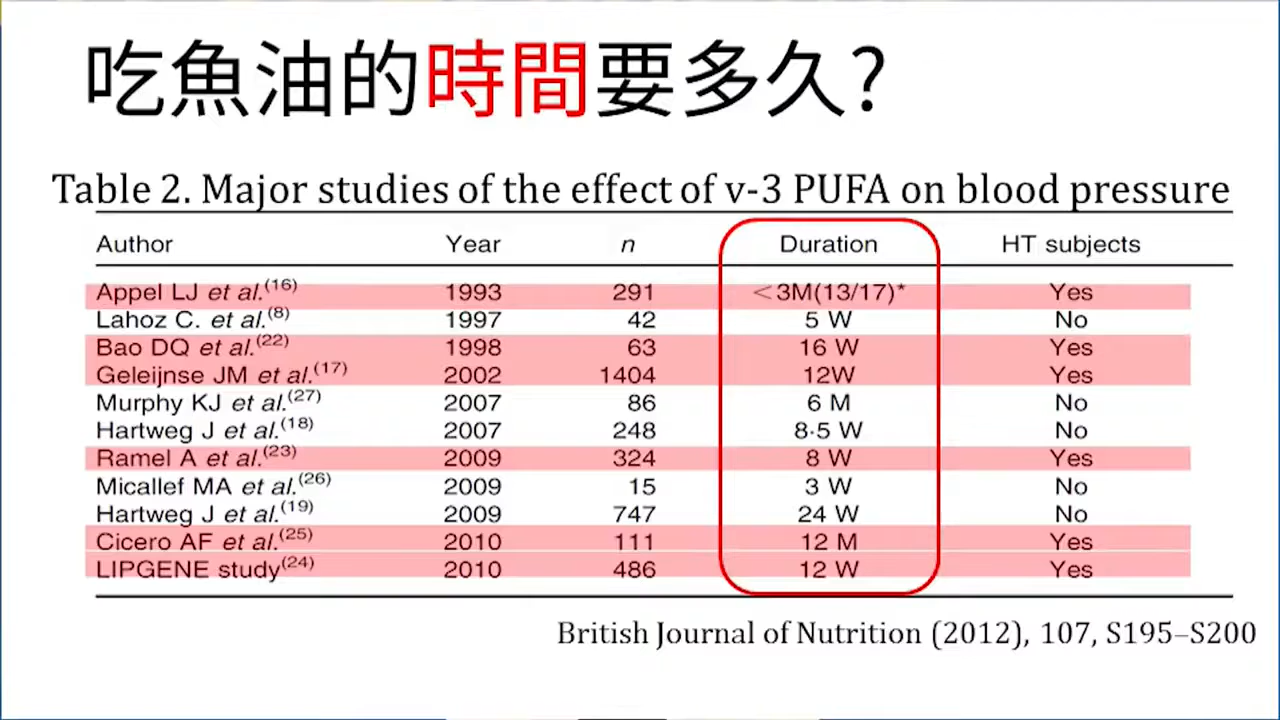 吃魚油的時間要多久?
Table 2. Major studies of the effect of v-3 PUFA on blood pressure
Author Year n Duration HT subjects
Appel LJ et al.(16) 1993 291 <3M(13/17)* Yes
Lahoz C. et al.(8) 1997 42 5 W No
Bao DQ et al.(22) 1998 63 16 W Yes
Geleijnse JM et al.(17) 2002 1404 12W Yes
Murphy KJ et al.(27) 2007 86 6 M No
Hartweg J et al.(18) 2007 248 8·5 W No
Ramel A et al.(23) 2009 324 8 W Yes
Micallef MA et al.(26) 2009 15 3 W No
Hartweg J et al.(19) 2009 747 24 W No
Cicero AF et al.(25) 2010 111 12 M Yes
LIPGENE study(24) 2010 486 12 W Yes
British Journal of Nutrition (2012), 107, S195–S200